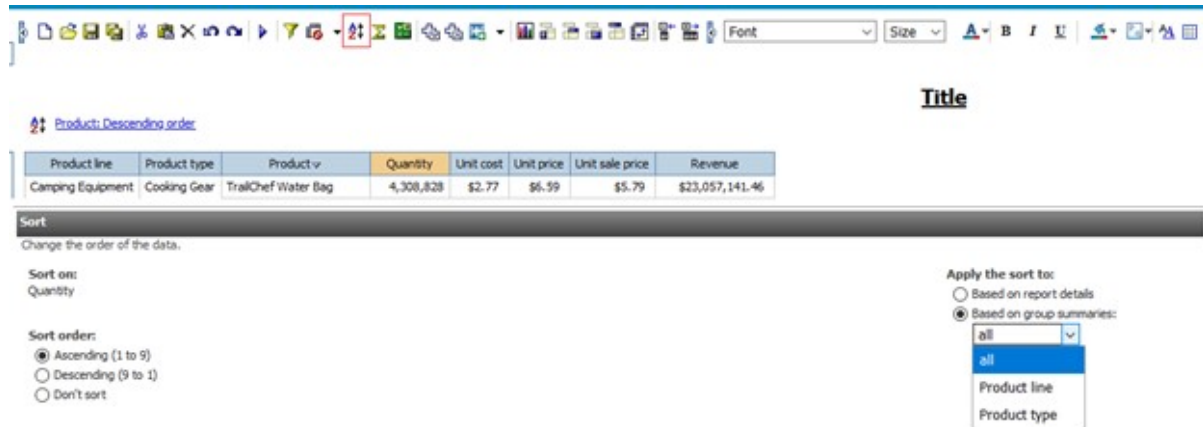 Font Size A B I U
Title
Product: Descending order
Product line Product type Product Quantity Unit cost Unit price Unit sale price Revenue
Camping Equipment Cooking Gear TrailChef Water Bag 4,308,828 $2.77 $6.59 $5.79 $23,057,141.46
Sort
Change the order of the data.
Sort on:
Quantity
Sort order:
Ascending (1 to 9)
Descending (9 to 1)
Don't sort
Apply the sort to:
Based on report details
Based on group summaries:
all
all
Product line
Product type